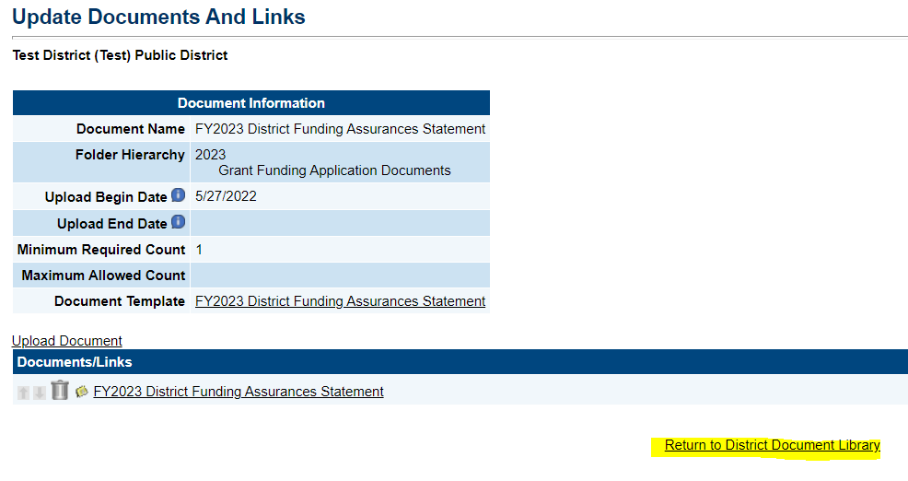 Update Documents And Links
Test District (Test) Public District
Document Information
Document Name FY2023 District Funding Assurances Statement
Folder Hierarchy 2023
Grant Funding Application Documents
Upload Begin Date 5/27/2022
Upload End Date
Minimum Required Count 1
Maximum Allowed Count
Document Template FY2023 District Funding Assurances Statement
Upload Document
Documents/Links
FY2023 District Funding Assurances Statement
Return to District Document Library